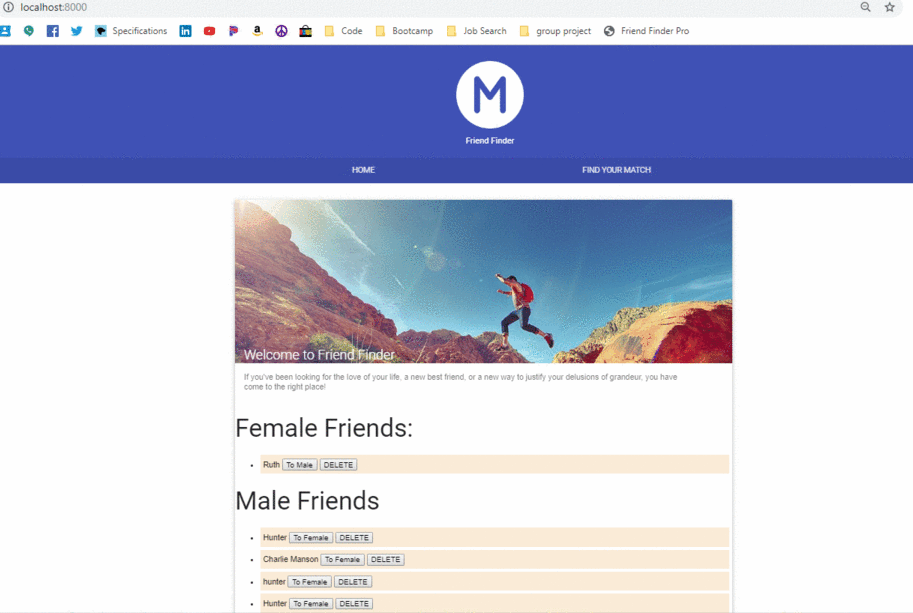 localhost:8000
Specifications
Code
Bootcamp
Job Search
group project
Friend Finder Pro
M
Friend Finder
HOME
FIND YOUR MATCH
Welcome to Friend Finder
If you've been looking for the love of your life, a new best friend, or a new way to justify your delusions of grandeur, you have
come to the right place!
Female Friends:
Ruth To Male DELETE
Male Friends
Hunter To Female DELETE
Charlie Manson To Female DELETE
hunter To Female DELETE
Hunter To Female DELETE